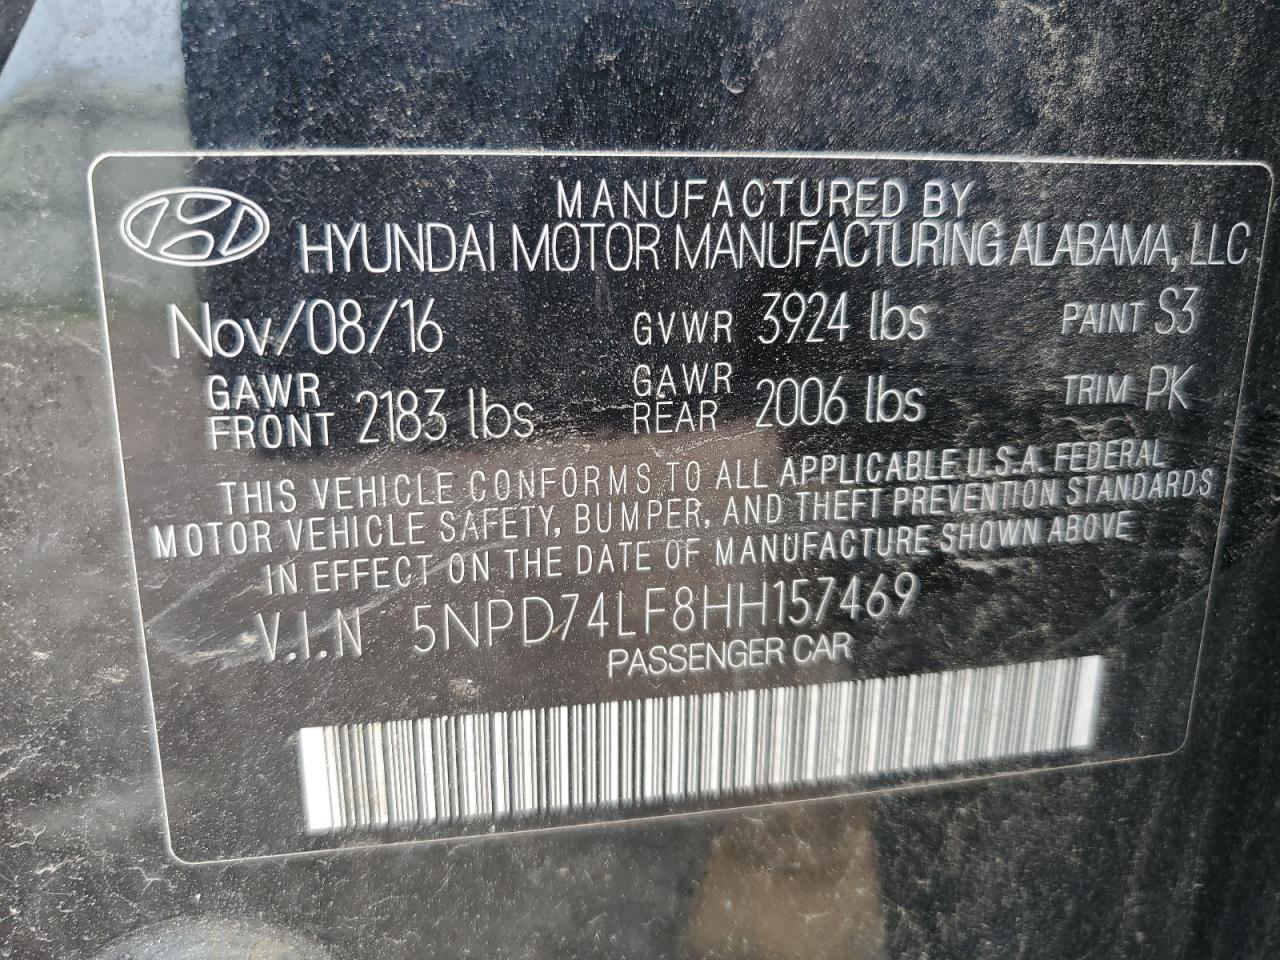 MANUFACTURED BY
HYUNDAI MOTOR MANUFACTURING ALABAMA, LLC
Nov/08/16 GVWR 3924 lbs PAINT S3
GAWR FRONT 2183 lbs GAWR REAR 2006 lbs TRIM PK
THIS VEHICLE CONFORMS TO ALL APPLICABLE U.S.A. FEDERAL
MOTOR VEHICLE SAFETY, BUMPER, AND THEFT PREVENTION STANDARDS
IN EFFECT ON THE DATE OF MANUFACTURE SHOWN ABOVE
V.I.N 5NPD74LF8HH157469
PASSENGER CAR